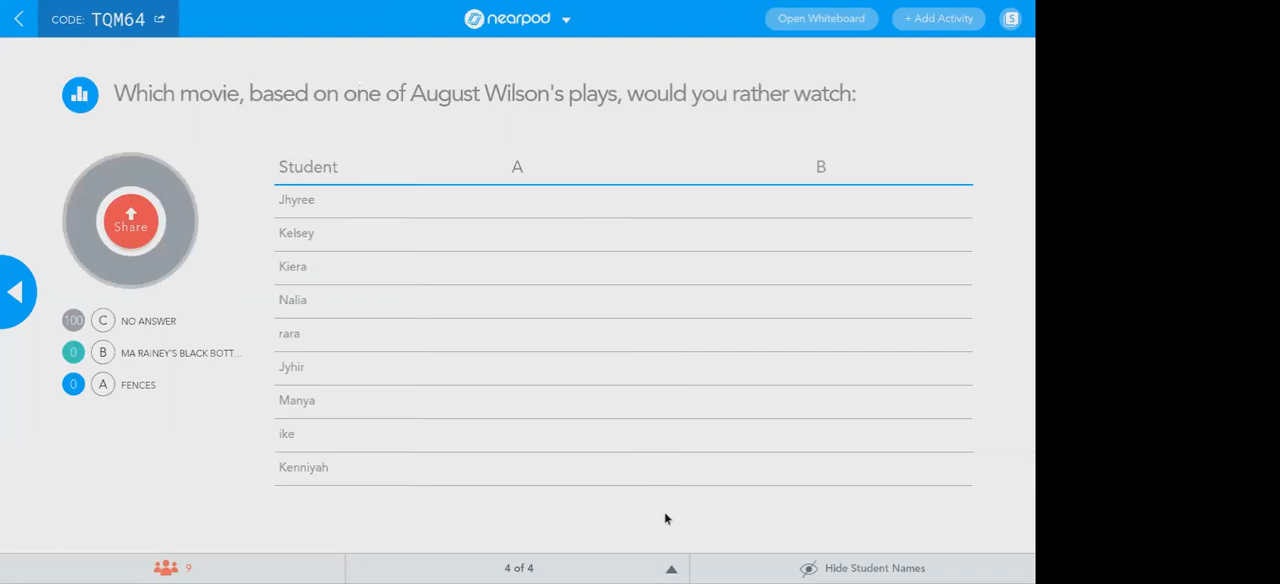 CODE: TQM64
nearpod
Open Whiteboard
+ Add Activity
S
Which movie, based on one of August Wilson's plays, would you rather watch:
Share
100 C NO ANSWER
0 B MA RAINEY'S BLACK BOTT...
0 A FENCES
Student A B
Jhyree
Kelsey
Kiera
Nalia
rara
Jyhir
Manya
ike
Kenniyah
9
4 of 4
Hide Student Names